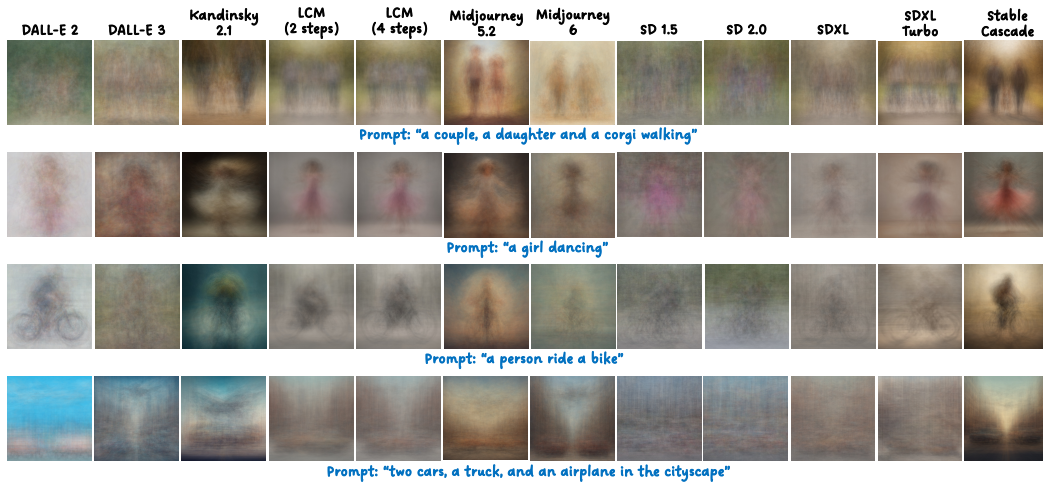 DALL-E 2
DALL-E 3
Kandinsky
2.1
LCM
(2 steps)
LCM
(4 steps)
Midjourney
5.2
Midjourney
6
SD 1.5
SD 2.0
SDXL
SDXL
Turbo
Stable
Cascade
Prompt: "a couple, a daughter and a corgi walking"
Prompt: "a girl dancing"
Prompt: "a person ride a bike"
Prompt: "two cars, a truck, and an airplane in the cityscape"